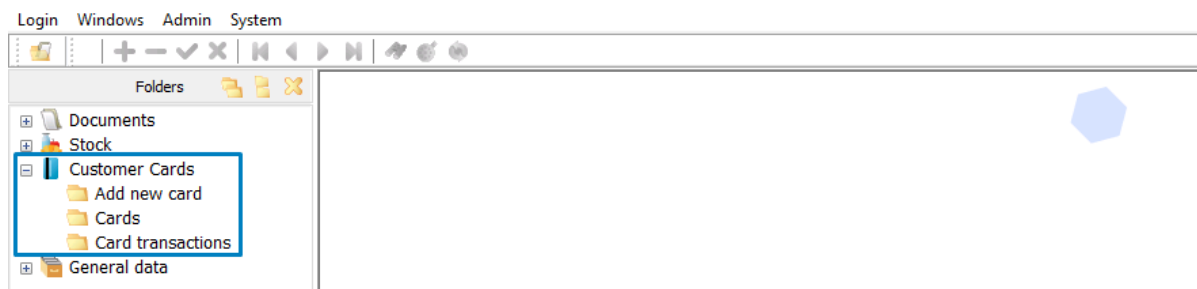 Login Windows Admin System
Folders
Documents
Stock
Customer Cards
Add new card
Cards
Card transactions
General data